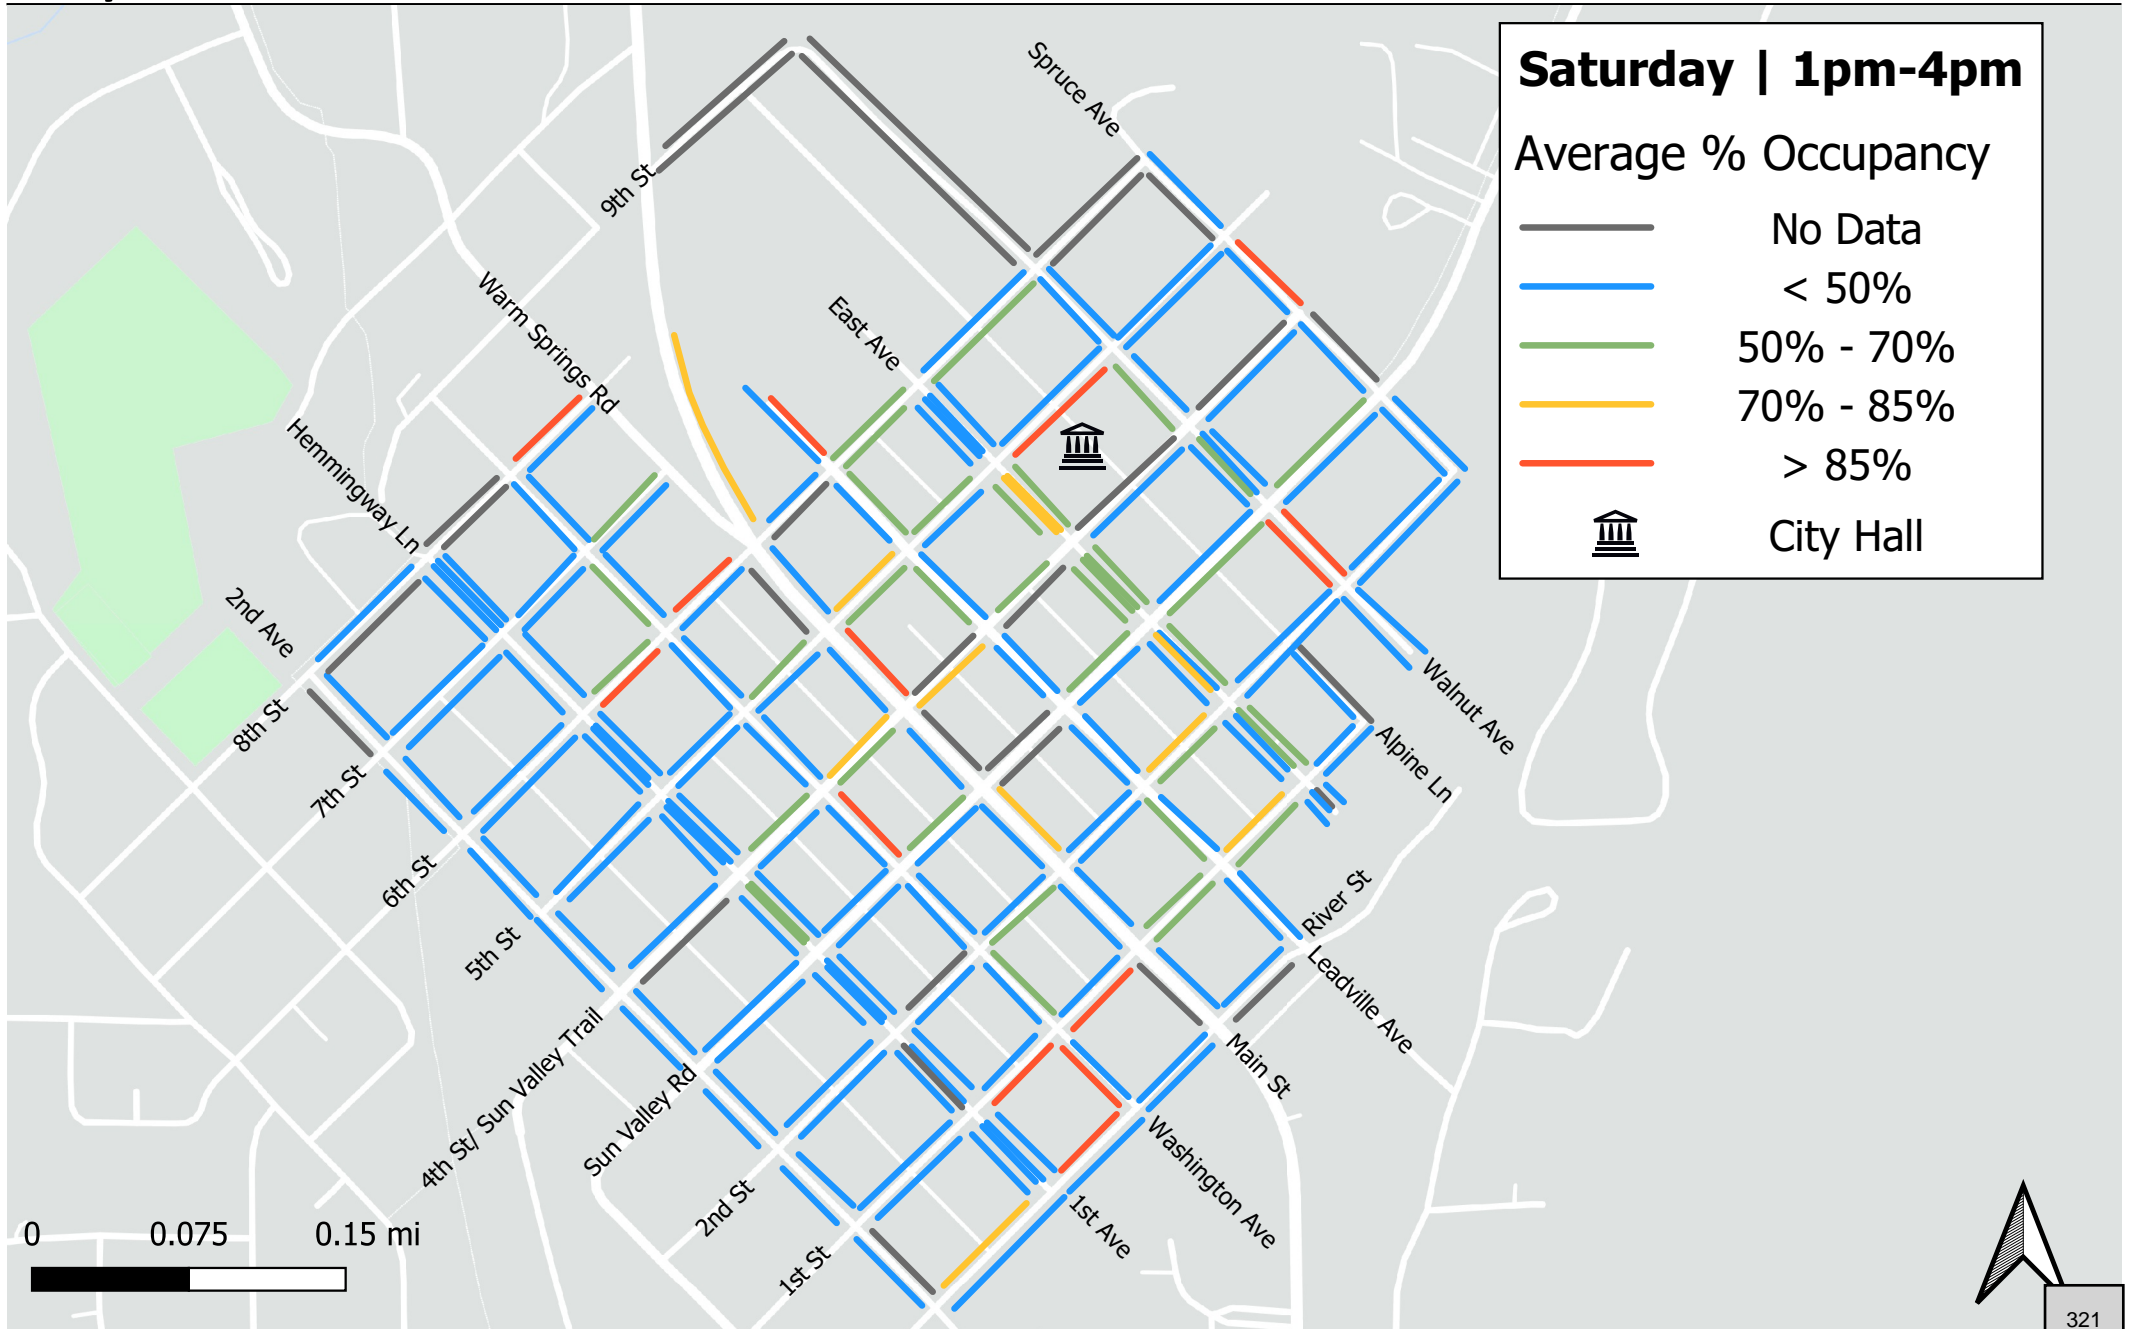 Saturday | 1pm-4pm
Average % Occupancy
No Data
< 50%
50% - 70%
70% - 85%
> 85%
City Hall
Spruce Ave
9th St
East Ave
Warm Springs Rd
Hemmingway Ln
2nd Ave
8th St
7th St
6th St
5th St
4th St/ Sun Valley Trail
Sun Valley Rd
2nd St
1st St
Walnut Ave
Alpine Ln
River St
Leadville Ave
Main St
Washington Ave
1st Ave
0 0.075 0.15 mi
321